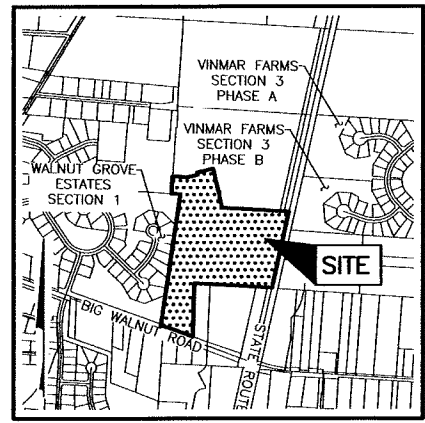 VINMAR FARMS
SECTION 3
PHASE A
VINMAR FARMS
SECTION 3
PHASE B
WALNUT GROVE
ESTATES
SECTION 1
SITE
BIG WALNUT ROAD
STATE ROUT